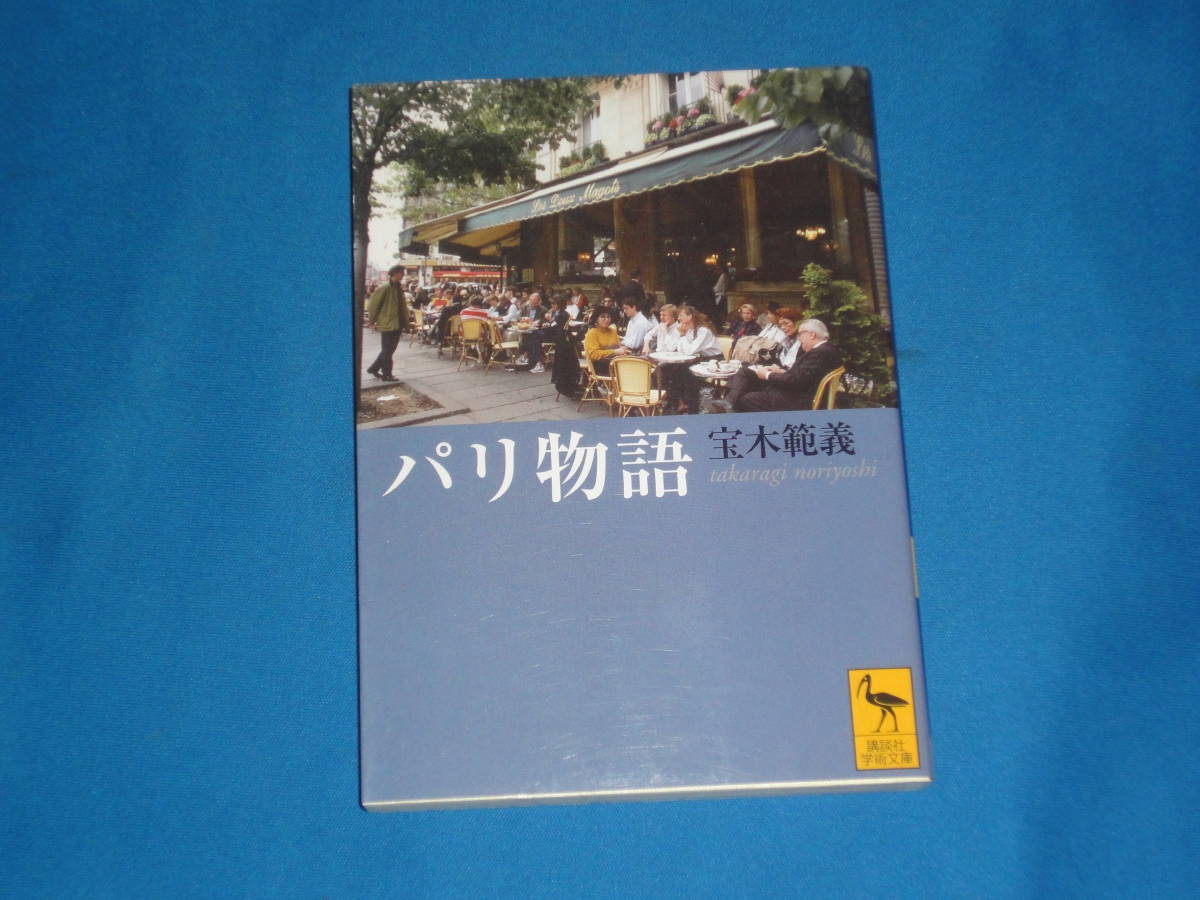 Les Deux Magots
パリ物語
宝木範義
takaragi noriyoshi
講談社
学術文庫